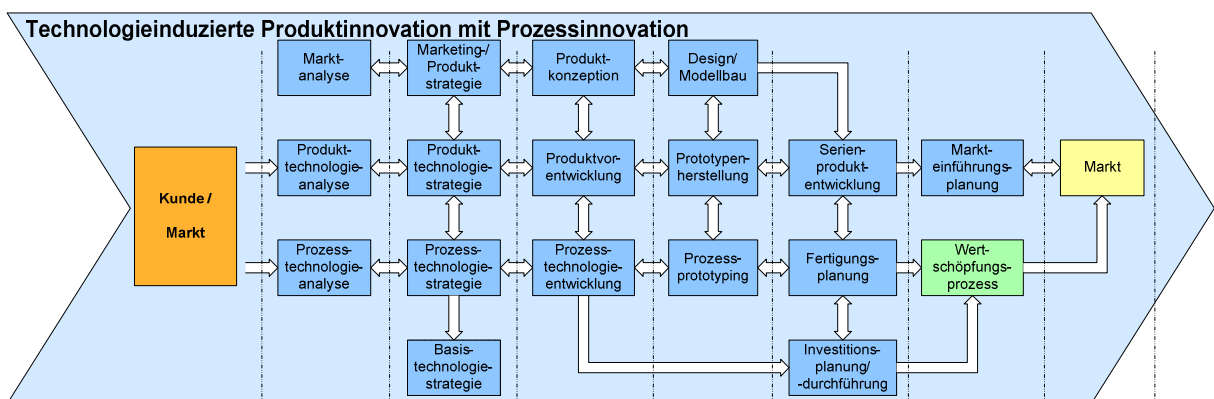 Technologieinduzierte Produktinnovation mit Prozessinnovation
Markt-
analyse
Marketing-/
Produkt-
strategie
Produkt-
konzeption
Design/
Modellbau
Kunde /
Markt
Produkt-
technologie-
analyse
Produkt-
technologie-
strategie
Produktvor-
entwicklung
Prototypen-
herstellung
Serien-
produkt-
entwicklung
Markt-
einführungs-
planung
Markt
Prozess-
technologie-
analyse
Prozess-
technologie-
strategie
Prozess-
technologie-
entwicklung
Prozess-
prototyping
Fertigungs-
planung
Wert-
schöpfungs-
prozess
Basis-
technologie-
strategie
Investitions-
planung/
-durchführung